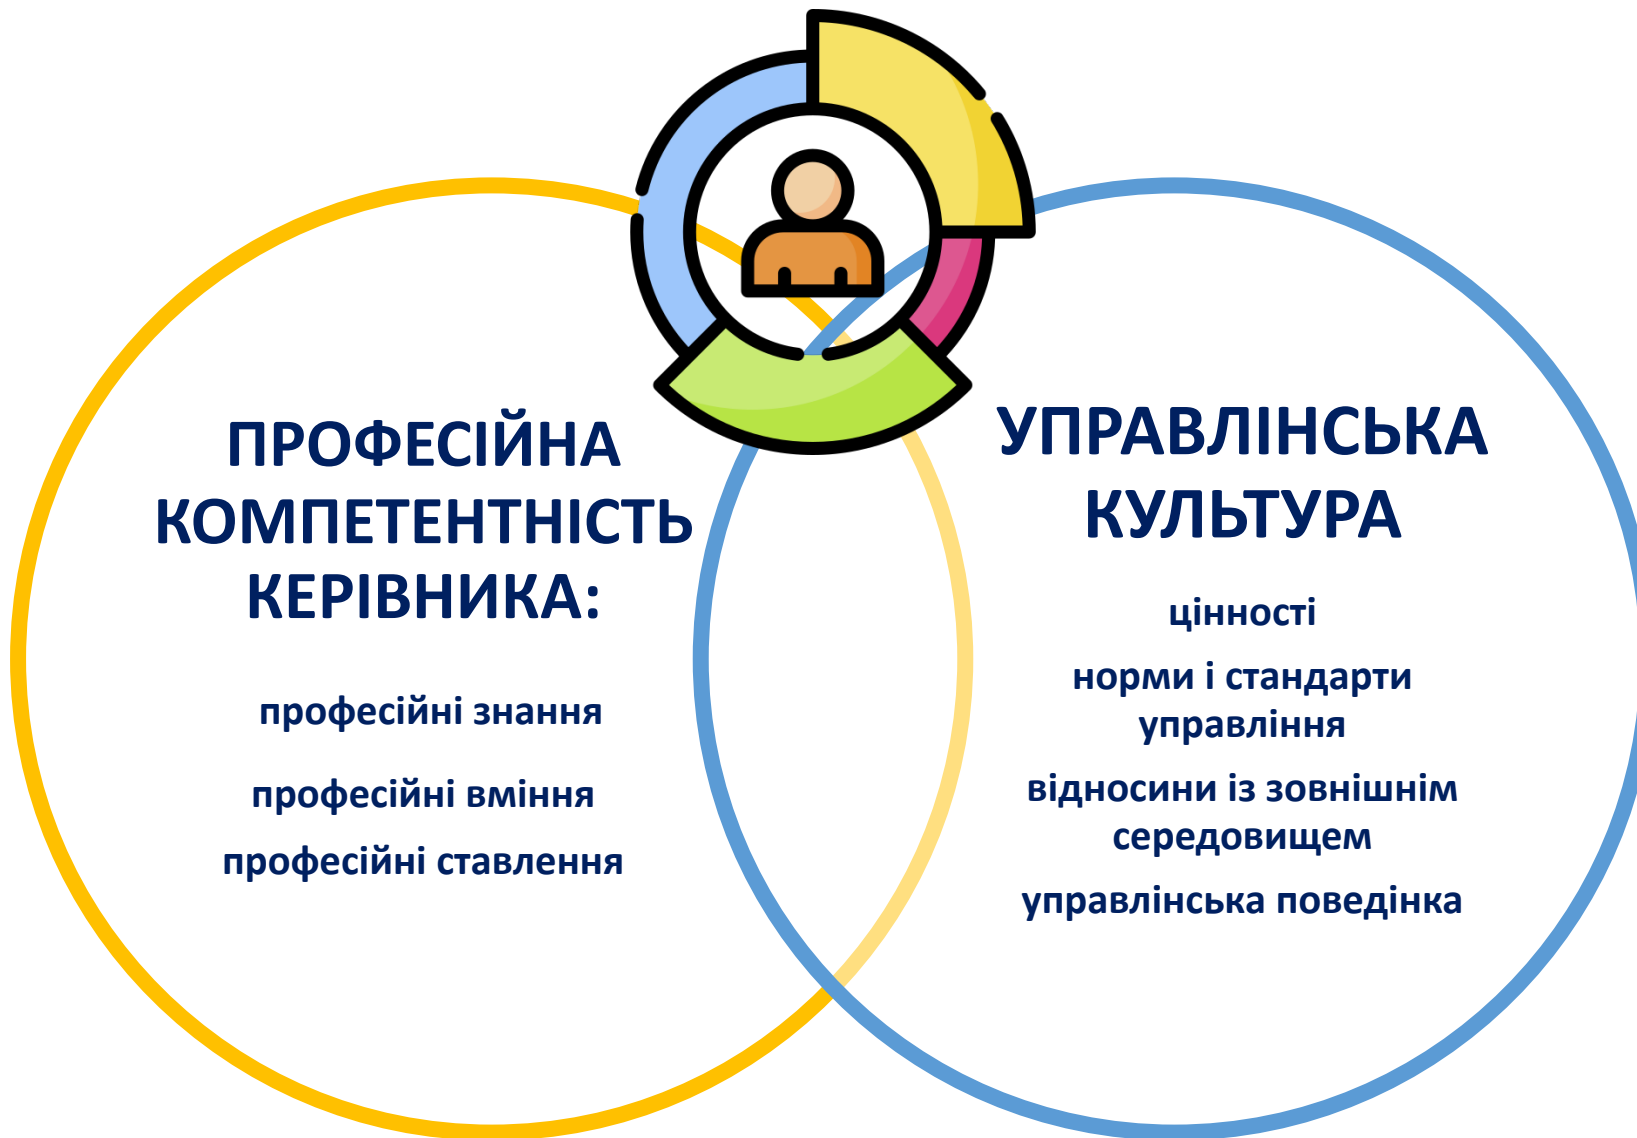 ПРОФЕСІЙНА
КОМПЕТЕНТНІСТЬ
КЕРІВНИКА:
професійні знання
професійні вміння
професійні ставлення
УПРАВЛІНСЬКА
КУЛЬТУРА
цінності
норми і стандарти
управління
відносини із зовнішнім
середовищем
управлінська поведінка